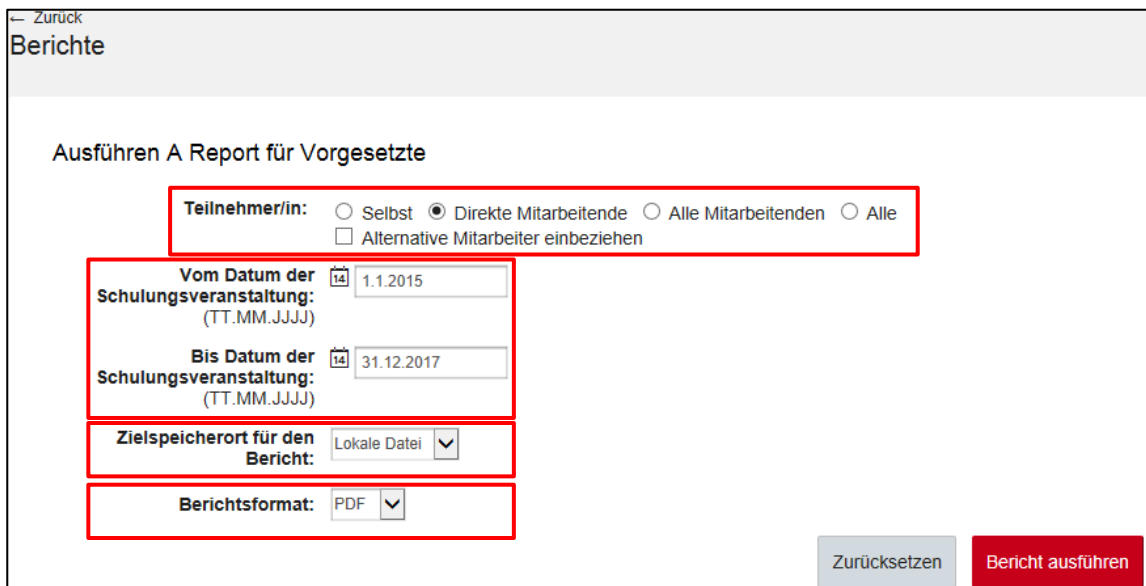 ← Zurück
Berichte
Ausführen A Report für Vorgesetzte
Teilnehmer/in: Selbst Direkte Mitarbeitende Alle Mitarbeitenden Alle
Alternative Mitarbeiter einbeziehen
Vom Datum der 14 1.1.2015
Schulungsveranstaltung:
(TT.MM.JJJJ)
Bis Datum der 14 31.12.2017
Schulungsveranstaltung:
(TT.MM.JJJJ)
Zielspeicherort für den Lokale Datei
Bericht:
Berichtsformat: PDF
Zurücksetzen Bericht ausführen